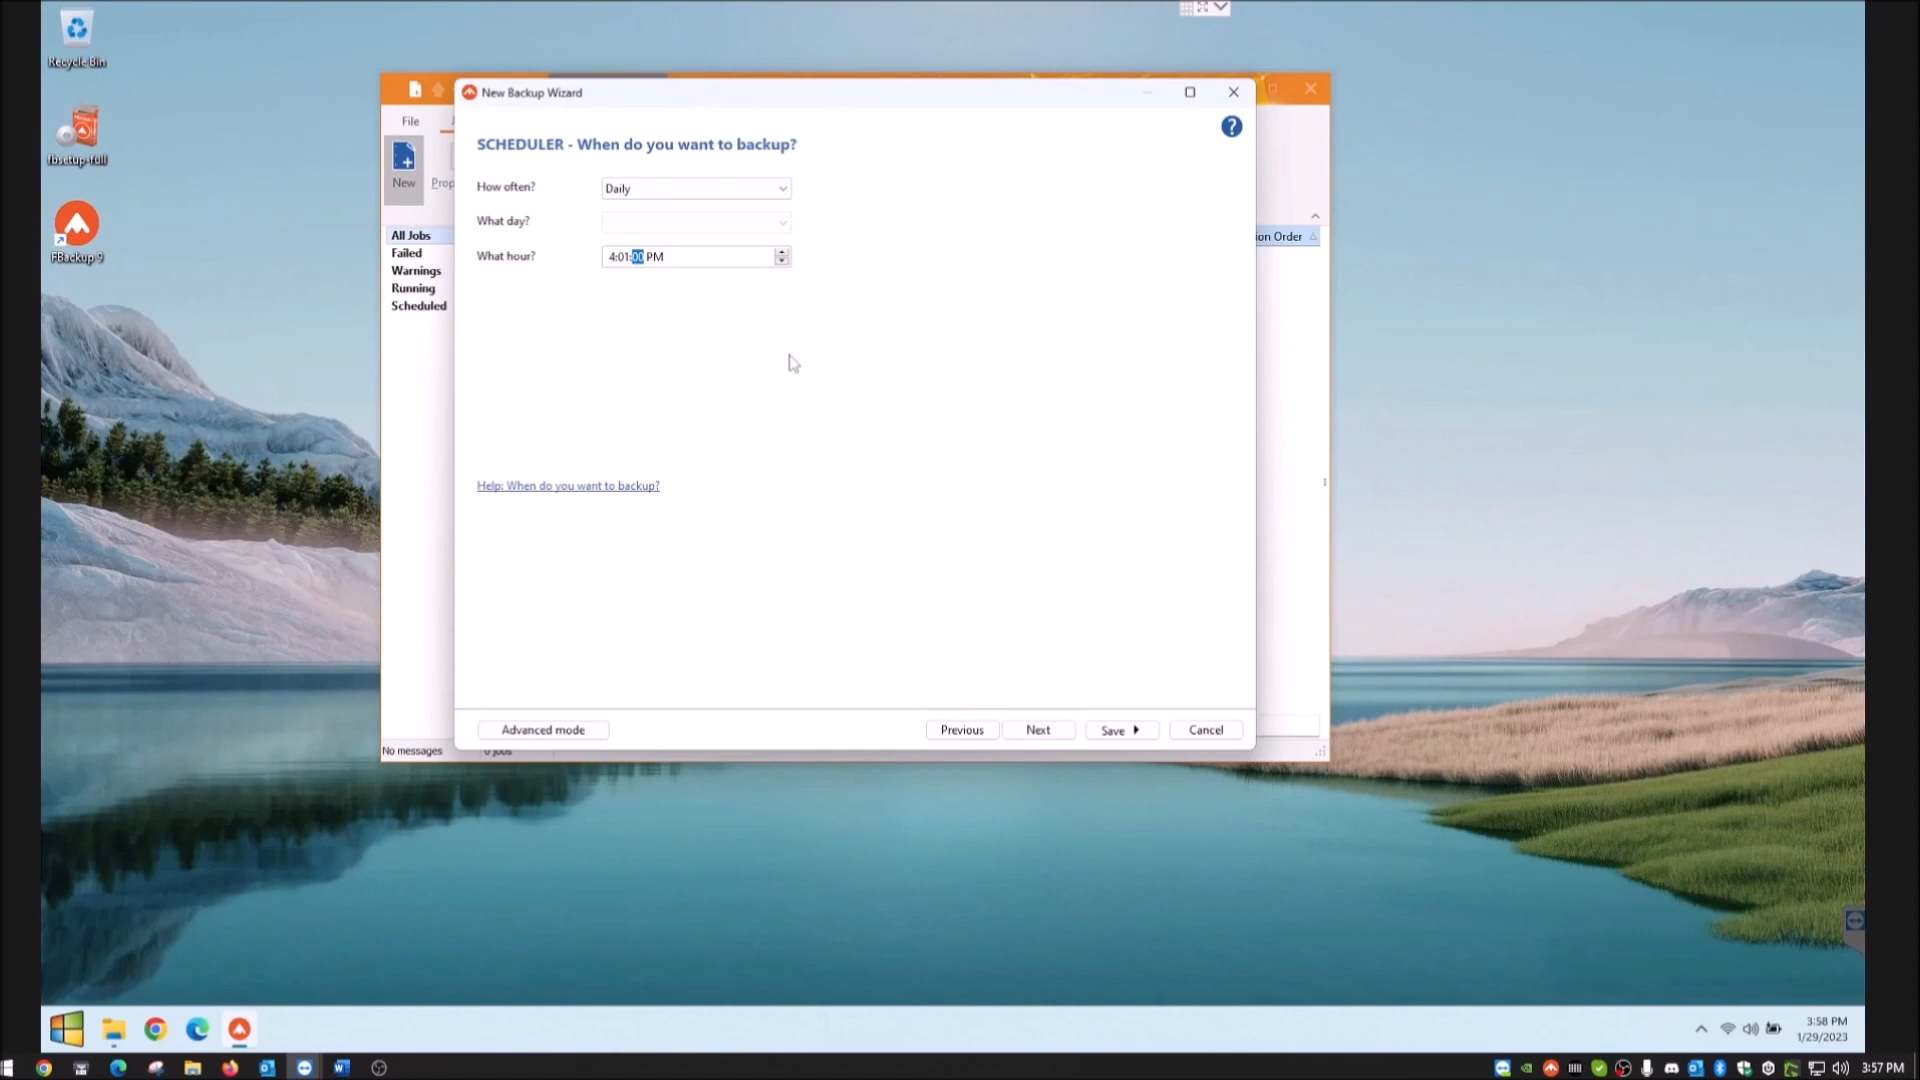 Recycle Bin
fbsetup-full
FBackup 9
New Backup Wizard
File
New
Prop
SCHEDULER - When do you want to backup?
How often?
Daily
What day?
What hour?
4:01:00 PM
All Jobs
Failed
Warnings
Running
Scheduled
ion Order
Help: When do you want to backup?
Advanced mode
Previous
Next
Save
Cancel
No messages
0 jobs
3:58 PM
1/29/2023
3:57 PM